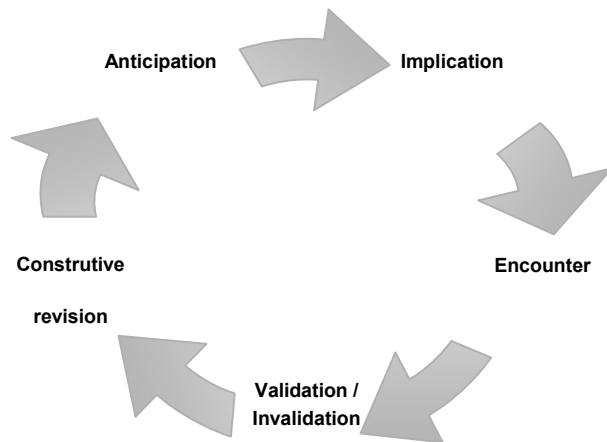 Anticipation
Implication
Encounter
Validation /
Invalidation
Construtive
revision